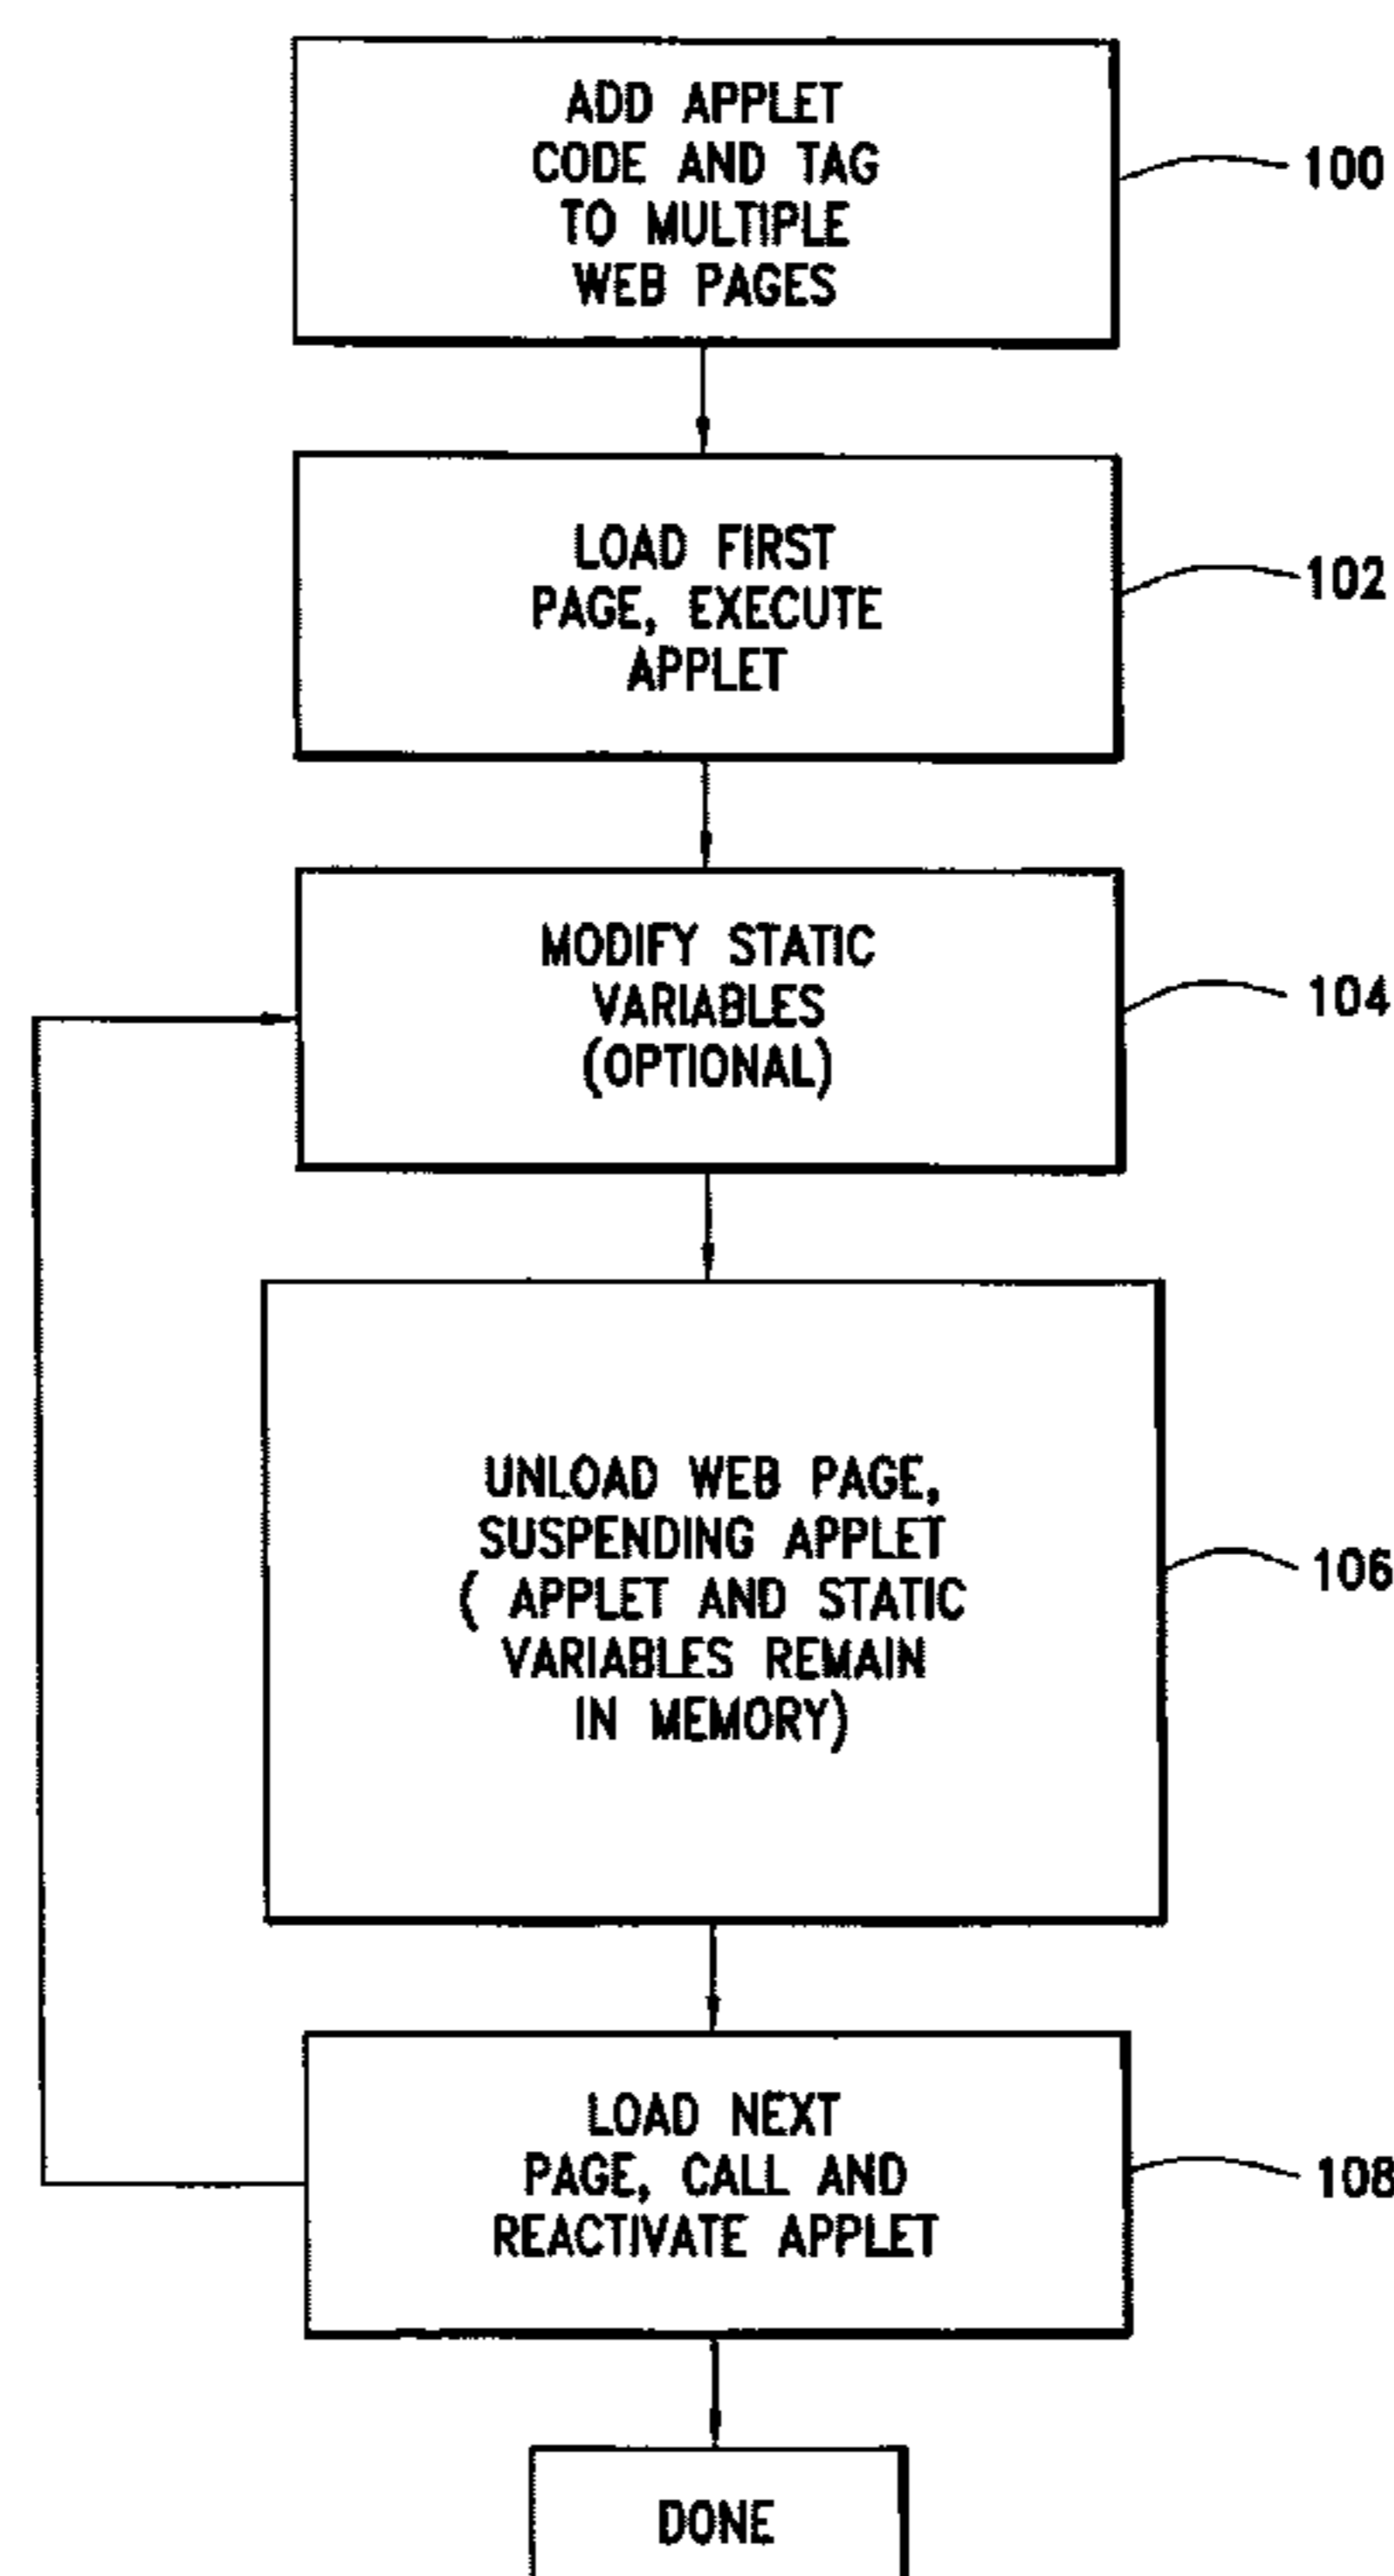 ADD APPLET
CODE AND TAG
TO MULTIPLE
WEB PAGES
100
LOAD FIRST
PAGE, EXECUTE
APPLET
102
MODIFY STATIC
VARIABLES
(OPTIONAL)
104
UNLOAD WEB PAGE,
SUSPENDING APPLET
( APPLET AND STATIC
VARIABLES REMAIN
IN MEMORY)
106
LOAD NEXT
PAGE, CALL AND
REACTIVATE APPLET
108
DONE